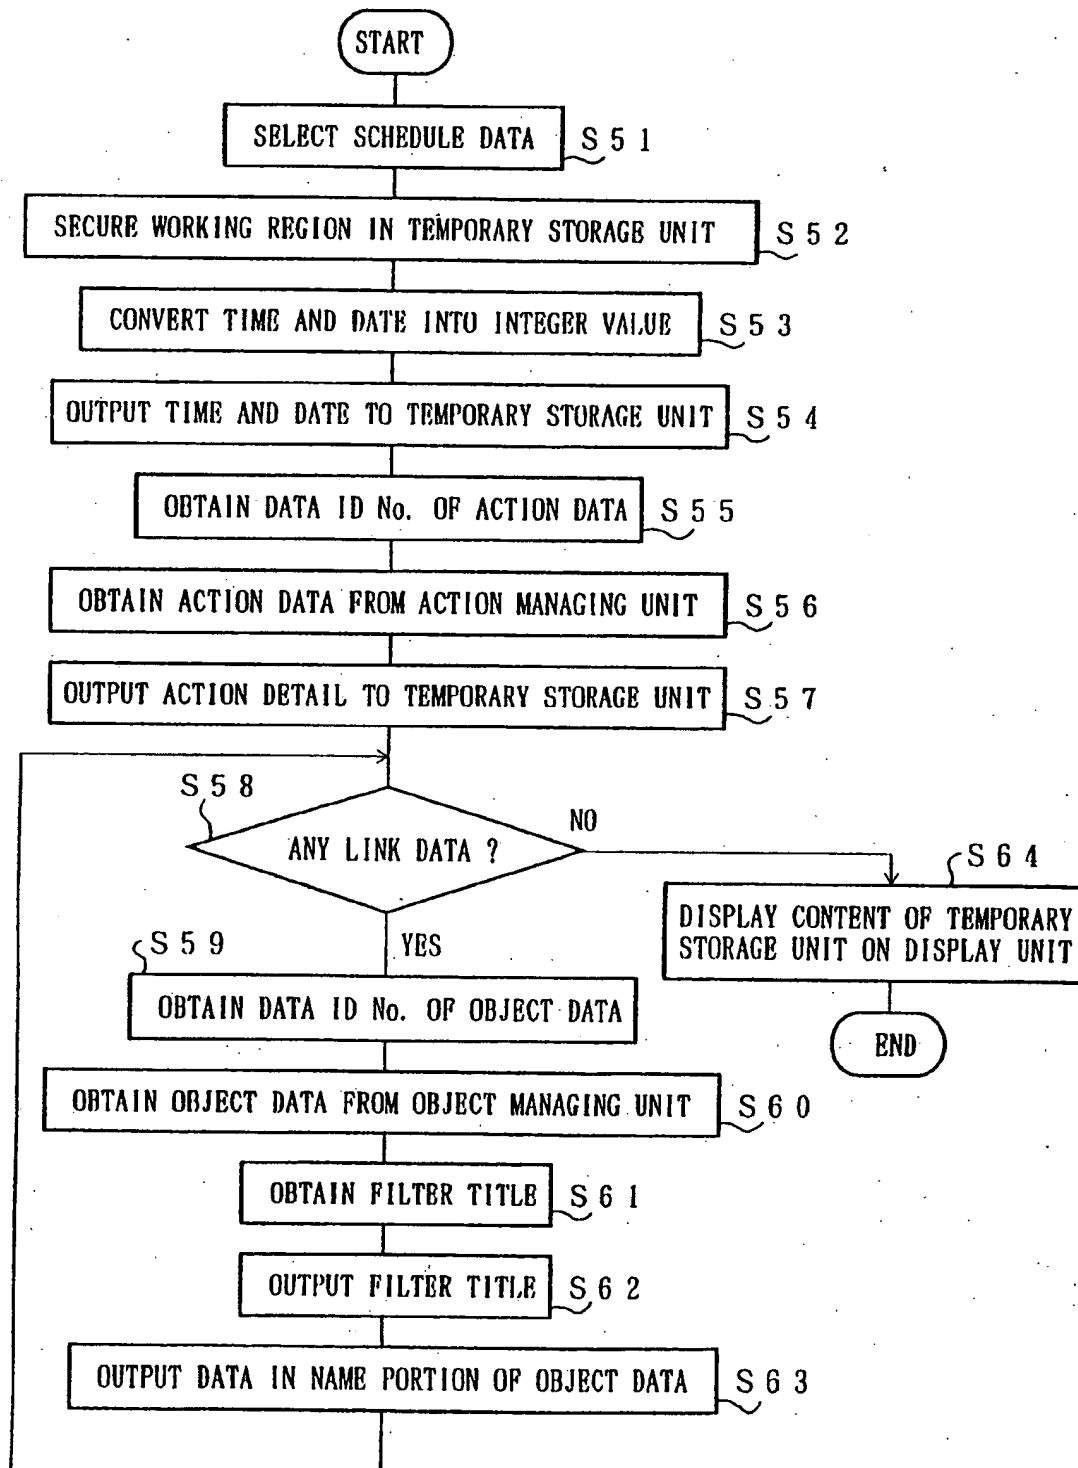 START
SELECT SCHEDULE DATA
S51
SECURE WORKING REGION IN TEMPORARY STORAGE UNIT
S52
CONVERT TIME AND DATE INTO INTEGER VALUE
S53
OUTPUT TIME AND DATE TO TEMPORARY STORAGE UNIT
S54
OBTAIN DATA ID No. OF ACTION DATA
S55
OBTAIN ACTION DATA FROM ACTION MANAGING UNIT
S56
OUTPUT ACTION DETAIL TO TEMPORARY STORAGE UNIT
S57
S58
ANY LINK DATA ?
NO
S64
DISPLAY CONTENT OF TEMPORARY
STORAGE UNIT ON DISPLAY UNIT
END
YES
S59
OBTAIN DATA ID No. OF OBJECT DATA
OBTAIN OBJECT DATA FROM OBJECT MANAGING UNIT
S60
OBTAIN FILTER TITLE
S61
OUTPUT FILTER TITLE
S62
OUTPUT DATA IN NAME PORTION OF OBJECT DATA
S63